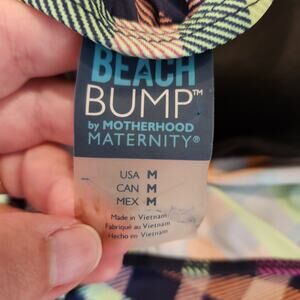 BEACH
BUMP™
by MOTHERHOOD
MATERNITY®
USA M
CAN M
MEX M
Made in Vietnam
Fabriqué au Vietnam
Hecho en Vietnam